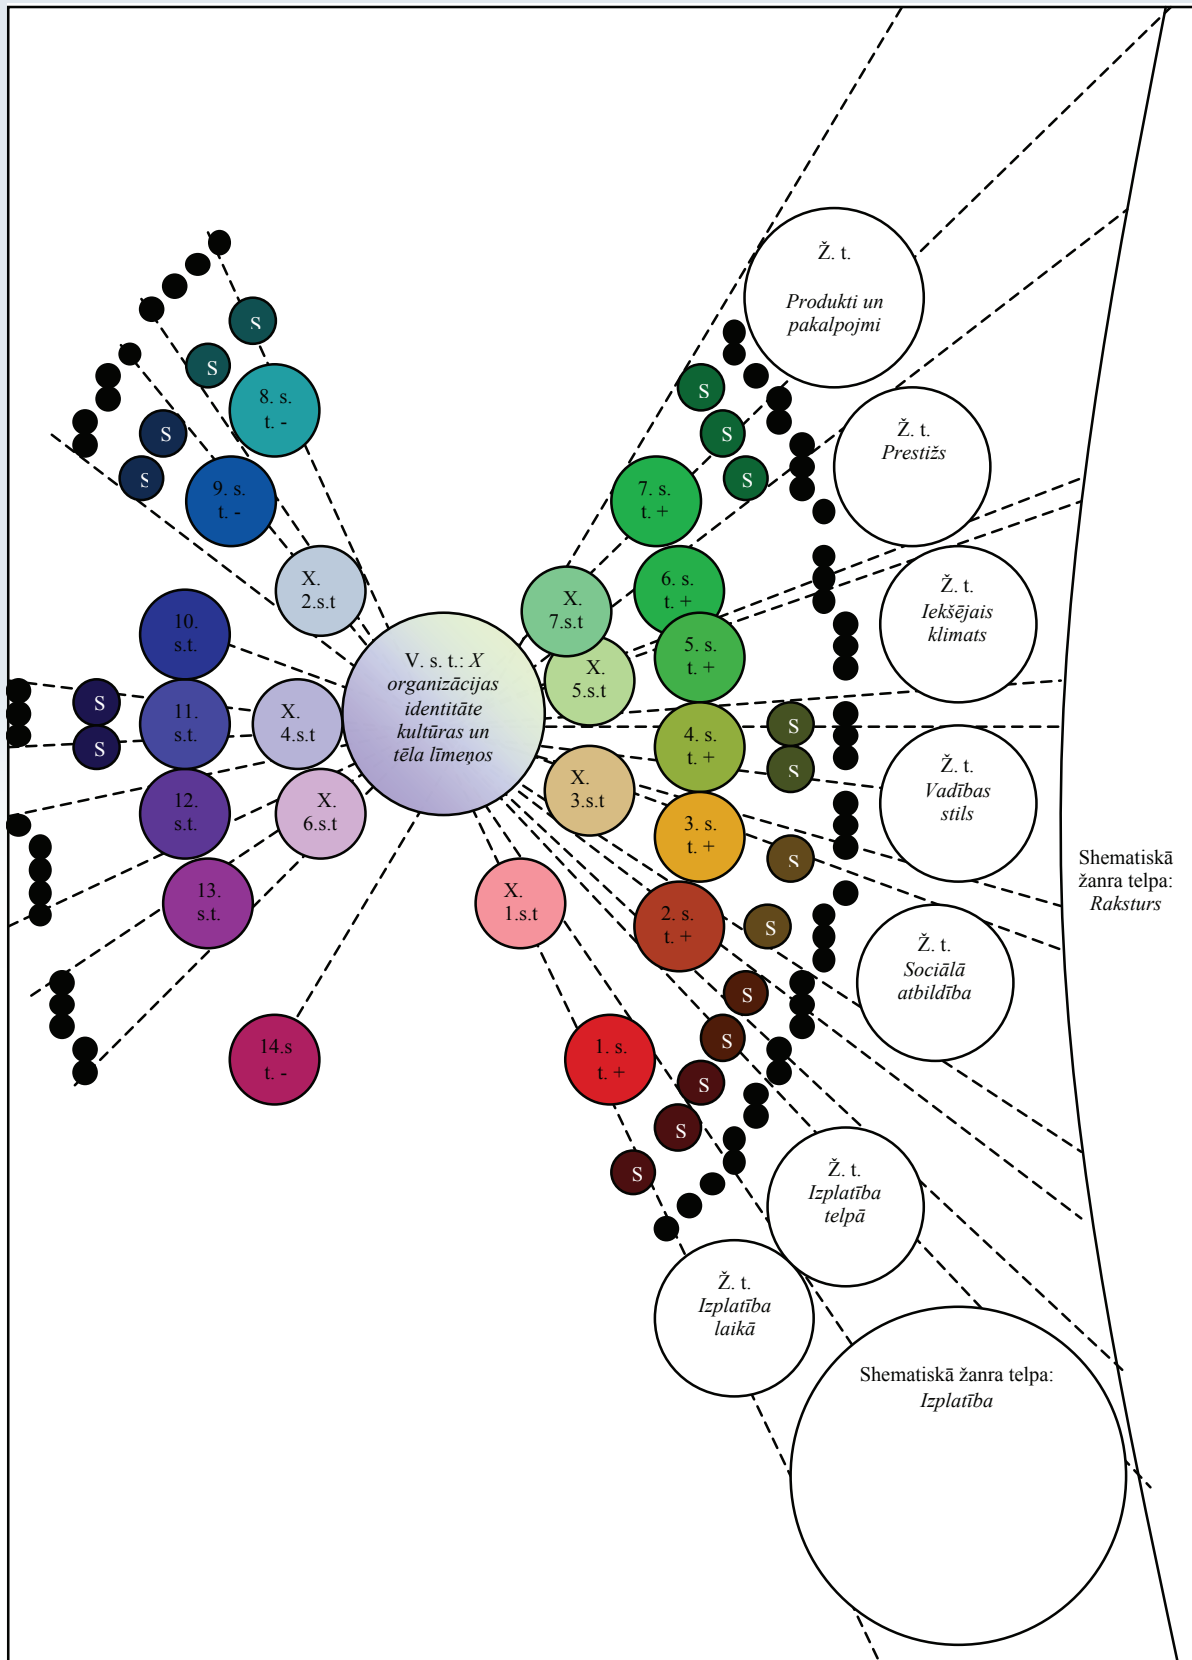 Ž. t.
Produkti un
pakalpojmi
S
S
S
8. s.
t. -
S
Ž. t.
Prestižs
S
S
S
S
9. s.
t. -
7. s.
t. +
X.
2.s.t
6. s.
t. +
X.
7.s.t
Ž. t.
Iekšējais
klimats
10.
s.t.
5. s.
t. +
V. s. t.: X
organizācijas
identitāte
kultūras un
tēla līmeņos
X.
5.s.t
S
S
11.
s.t.
X.
4.s.t
4. s.
t. +
S
S
X.
3.s.t
Ž. t.
Vadības
stils
12.
s.t.
X.
6.s.t
3. s.
t. +
S
Shematiskā
žanra telpa:
Raksturs
13.
s.t.
X.
1.s.t
2. s.
t. +
S
Ž. t.
Sociālā
atbildība
S
S
14.s
t. -
1. s.
t. +
S
S
S
Ž. t.
Izplatība
telpā
Ž. t.
Izplatība
laikā
Shematiskā žanra telpa:
Izplatība